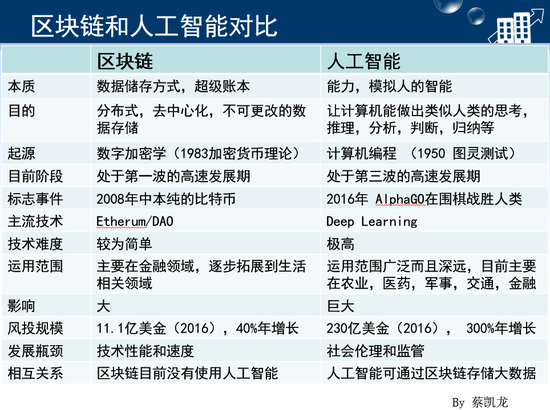 区块链和人工智能对比
区块链 人工智能
本质 数据储存方式，超级账本 能力，模拟人的智能
目的 分布式，去中心化，不可更改的数 让计算机能做出类似人类的思考，
据存储 推理，分析，判断，归纳等
起源 数字加密学（1983加密货币理论） 计算机编程 （1950 图灵测试）
目前阶段 处于第一波的高速发展期 处于第三波的高速发展期
标志事件 2008年中本纯的比特币 2016年 AlphaGO在围棋战胜人类
主流技术 Etherum/DAO Deep Learning
技术难度 较为简单 极高
运用范围 主要在金融领域，逐步拓展到生活 运用范围广泛而且深远，目前主要
相关领域 在农业，医药，军事，交通，金融
影响 大 巨大
风投规模 11.1亿美金（2016），40%年增长 230亿美金（2016）， 300%年增长
发展瓶颈 技术性能和速度 社会伦理和监管
相互关系 区块链目前没有使用人工智能 人工智能可通过区块链存储大数据
By 蔡凯龙